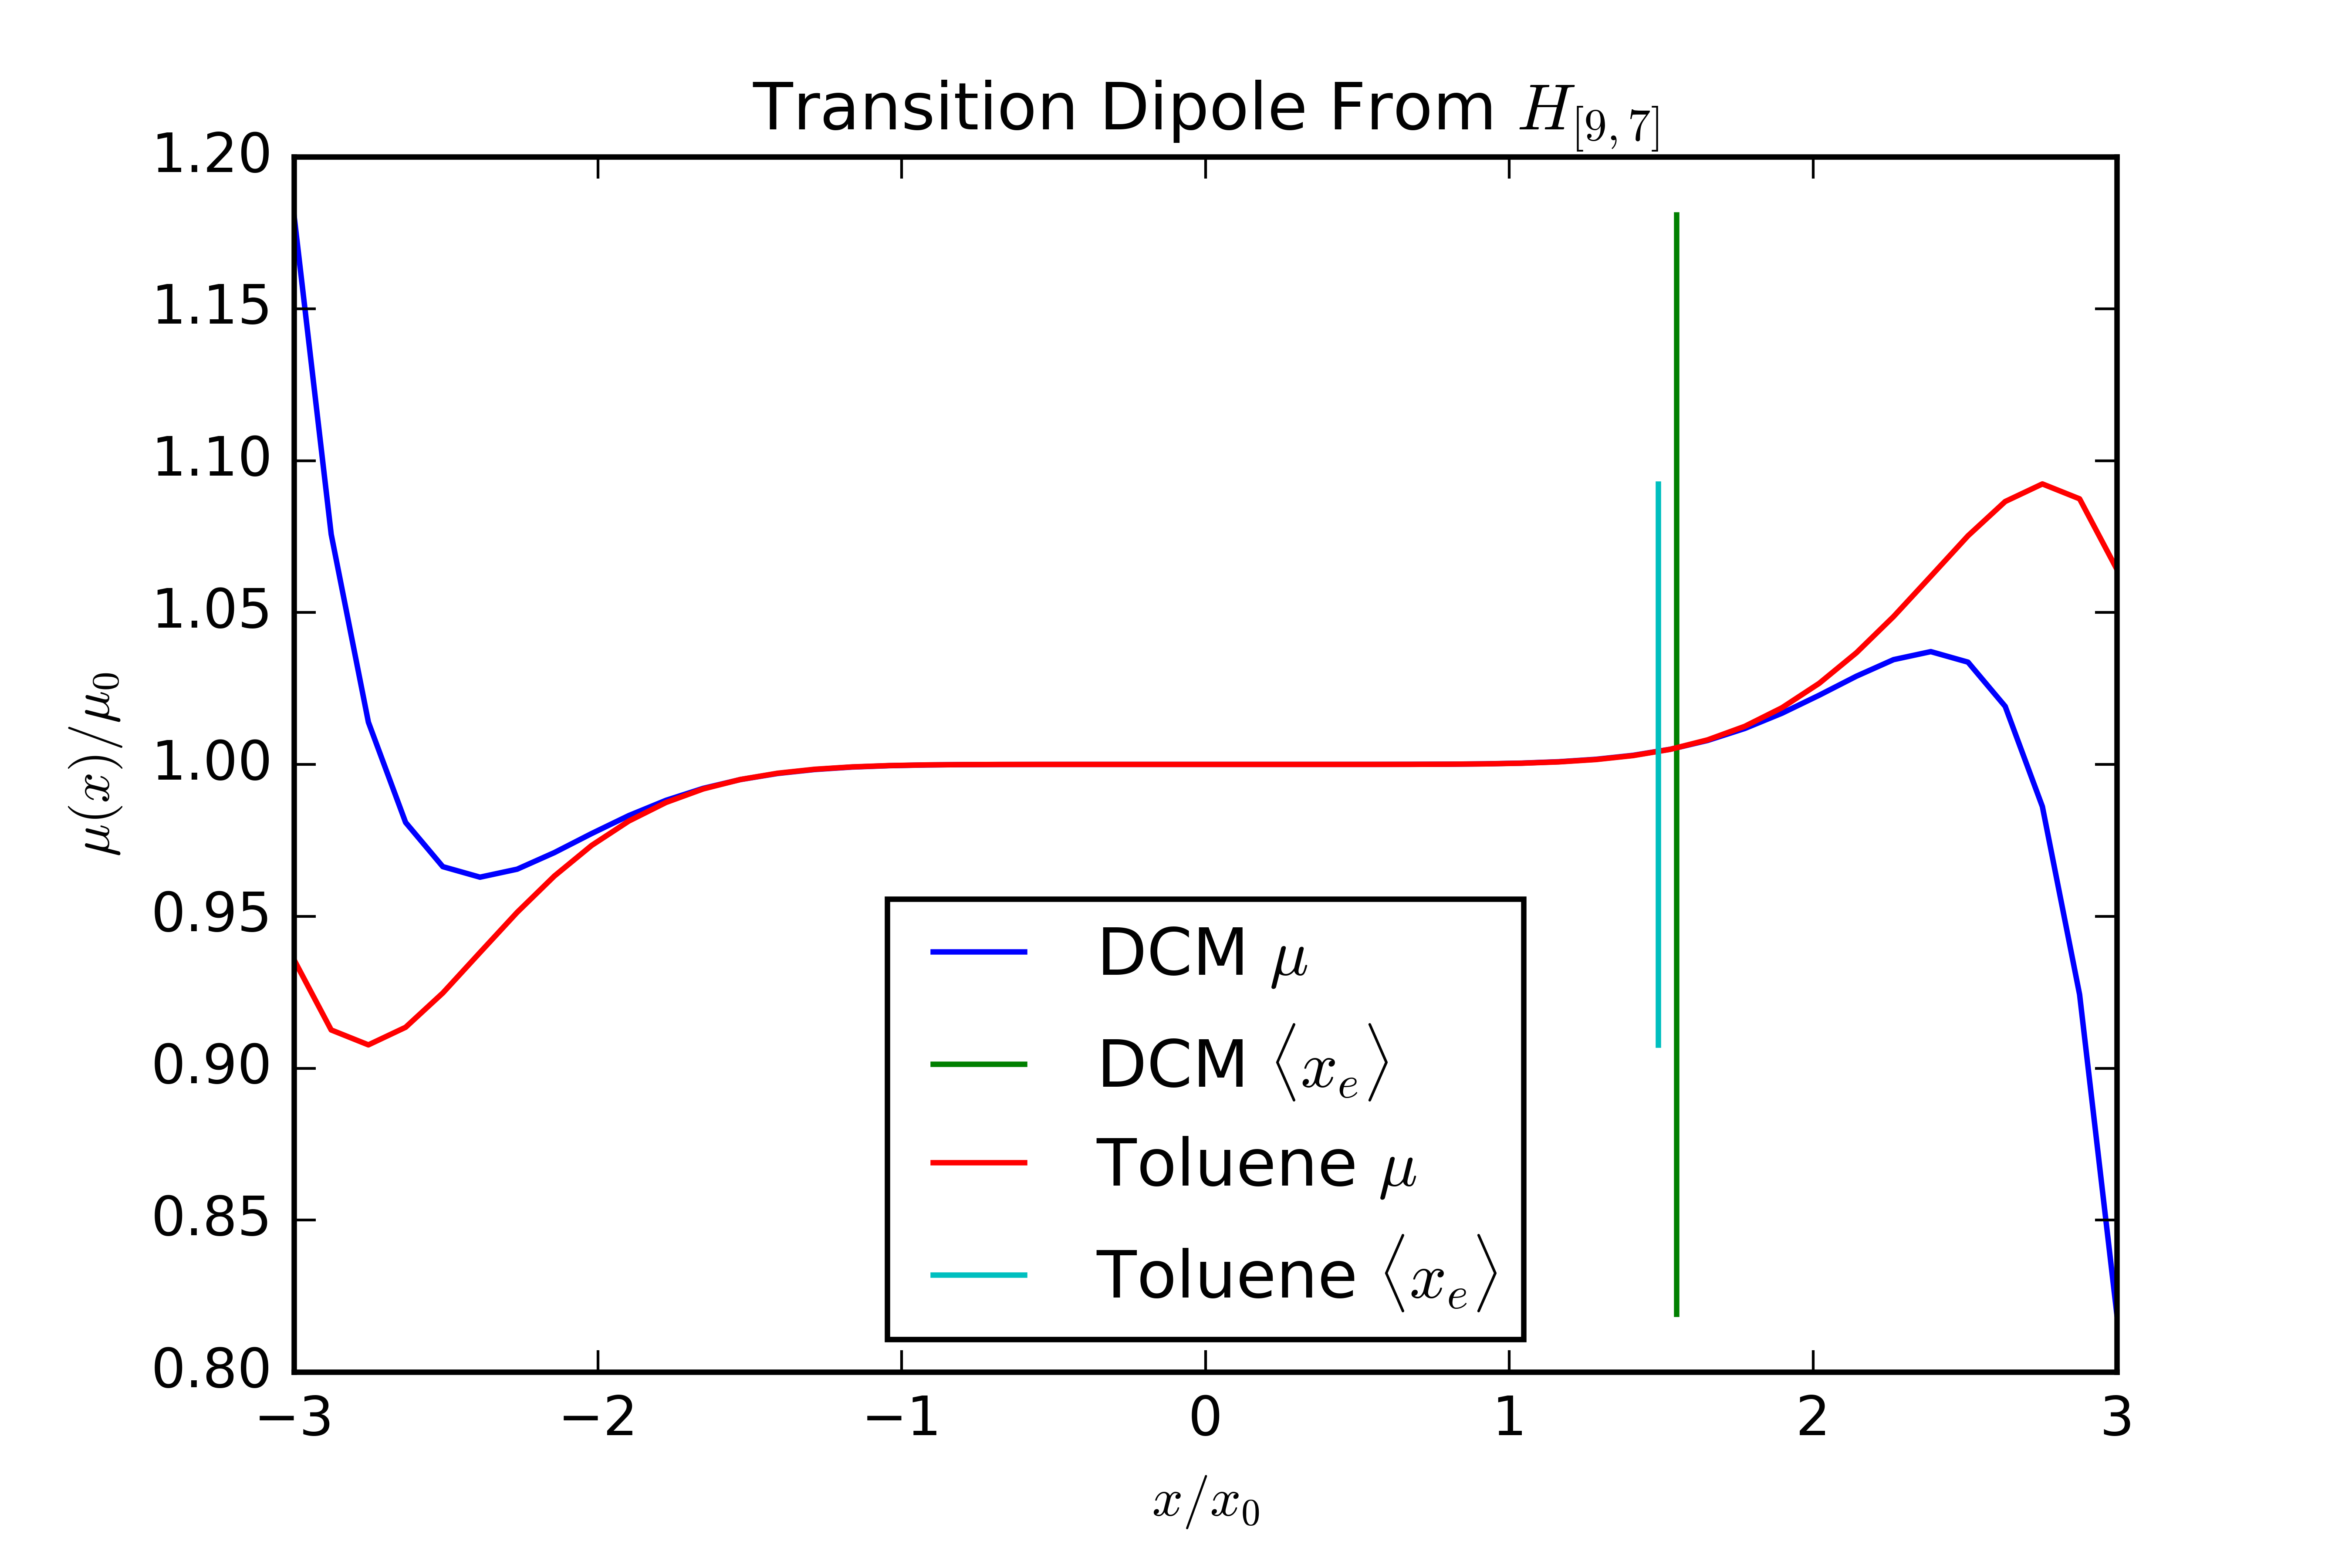 Transition Dipole From H[9,7]
1.20
1.15
1.10
1.05
1.00
0.95
0.90
0.85
0.80
μ(x)/μ0
DCM μ
DCM ⟨xe⟩
Toluene μ
Toluene ⟨xe⟩
−3 −2 −1 0 1 2 3
x/x0